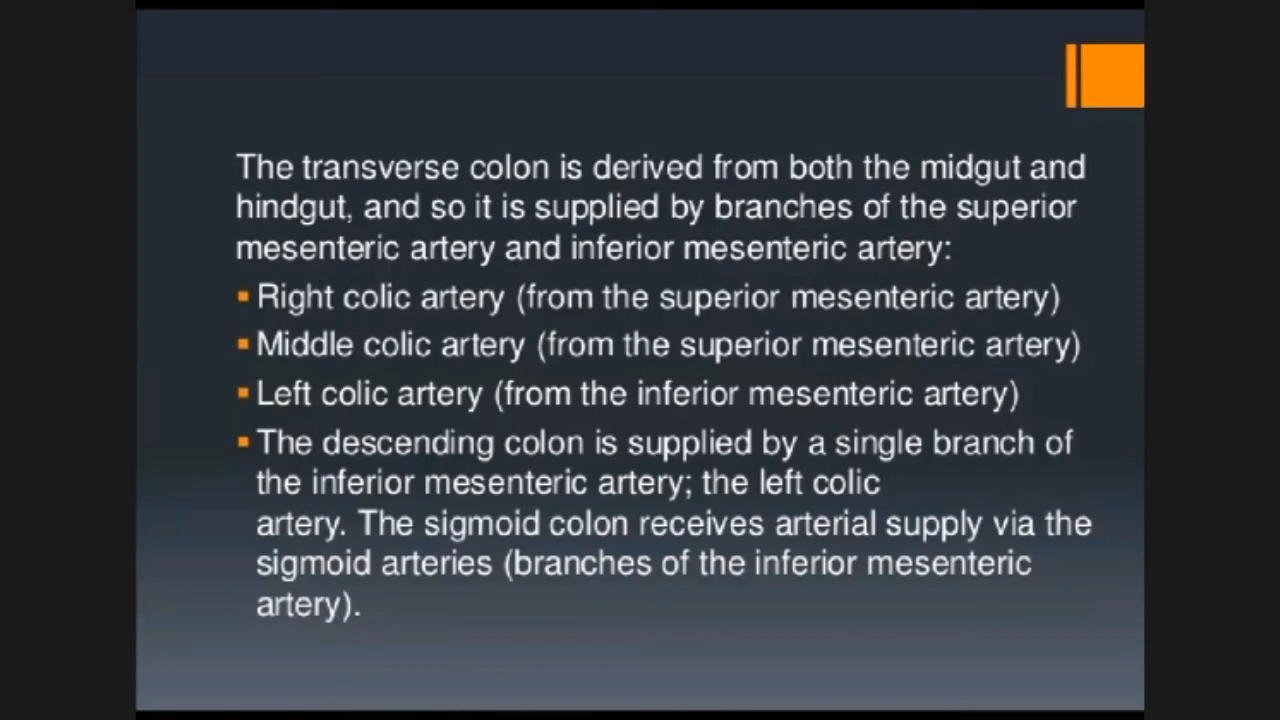 The transverse colon is derived from both the midgut and
hindgut, and so it is supplied by branches of the superior
mesenteric artery and inferior mesenteric artery:
▪Right colic artery (from the superior mesenteric artery)
▪Middle colic artery (from the superior mesenteric artery)
▪Left colic artery (from the inferior mesenteric artery)
▪The descending colon is supplied by a single branch of
the inferior mesenteric artery; the left colic
artery. The sigmoid colon receives arterial supply via the
sigmoid arteries (branches of the inferior mesenteric
artery).